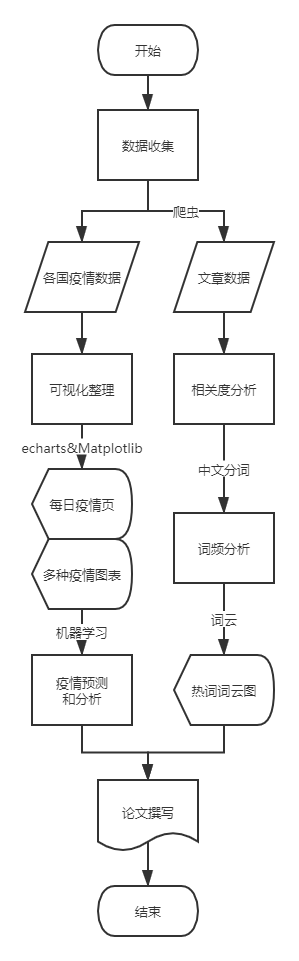 开始
数据收集
爬虫
各国疫情数据
文章数据
可视化整理
相关度分析
echarts&Matplotlib
中文分词
每日疫情页
词频分析
多种疫情图表
词云
机器学习
疫情预测
和分析
热词词云图
论文撰写
结束